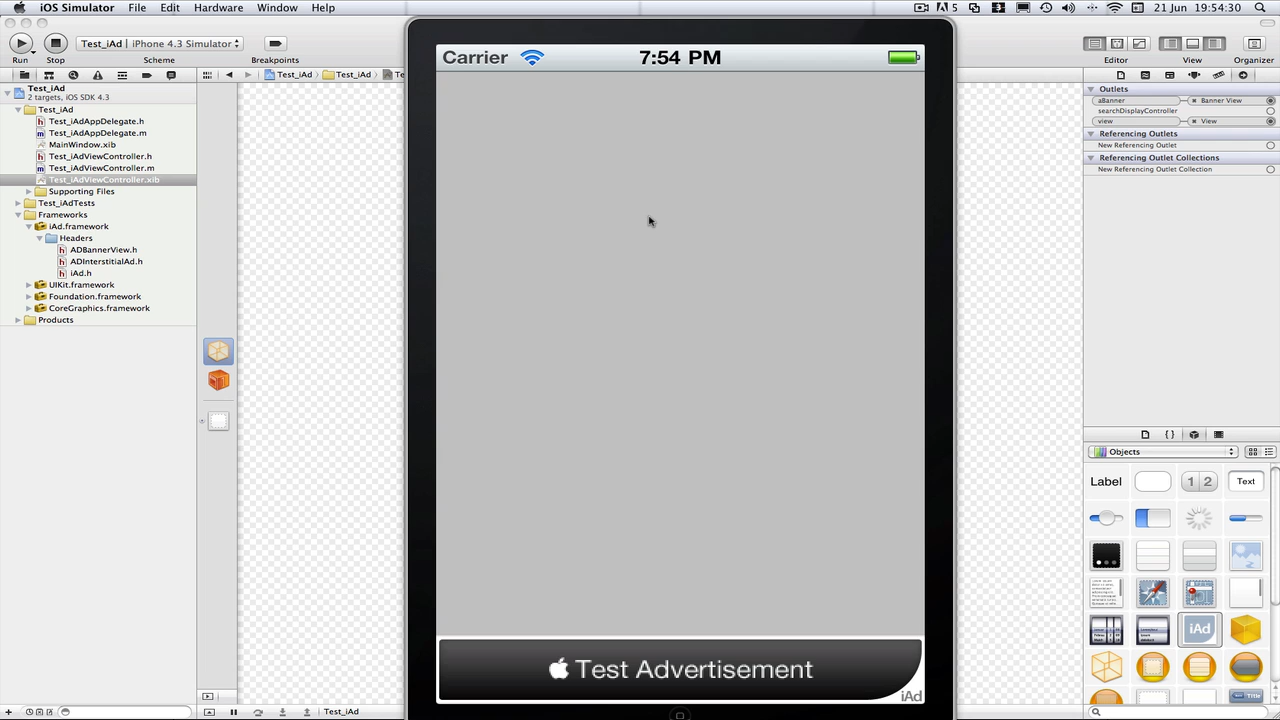 iOS Simulator File Edit Hardware Window Help
5 21 Jun 19:54:30
Test_iAd iPhone 4.3 Simulator
Run Stop Scheme Breakpoints
Editor View Organizer
Test_iAd Test_iAd Te
Test_iAd
2 targets, iOS SDK 4.3
Test_iAd
Test_iAdAppDelegate.h
Test_iAdAppDelegate.m
MainWindow.xib
Test_iAdViewController.h
Test_iAdViewController.m
Test_iAdViewController.xib
Supporting Files
Test_iAdTests
Frameworks
iAd.framework
Headers
ADBannerView.h
ADInterstitialAd.h
iAd.h
UIKit.framework
Foundation.framework
CoreGraphics.framework
Products
Carrier 7:54 PM
Test Advertisement
iAd
Test_iAd
Outlets
aBanner Banner View
searchDisplayController
view View
Referencing Outlets
New Referencing Outlet
Referencing Outlet Collections
New Referencing Outlet Collection
Objects
Label 1 2 Text
iAd
Title